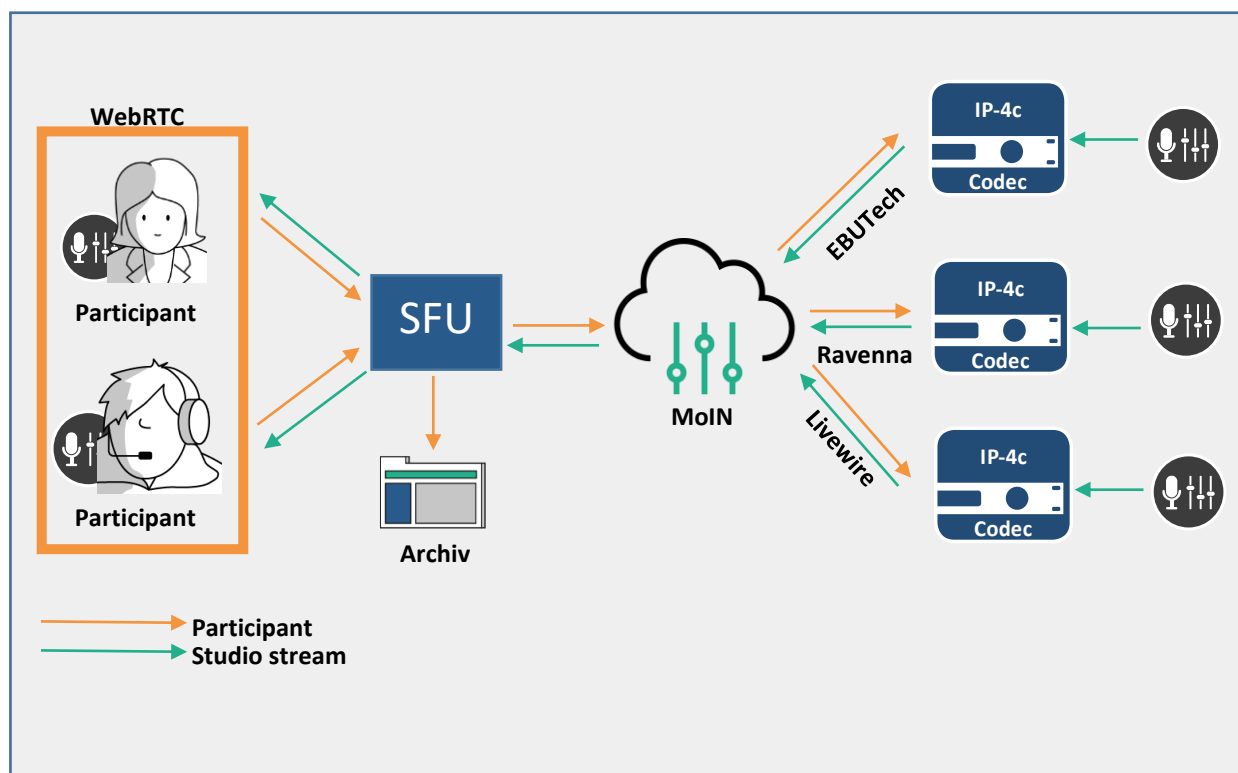 WebRTC
Participant
Participant
SFU
Archiv
MoIN
EBUTech
Ravenna
Livewire
IP-4c
Codec
IP-4c
Codec
IP-4c
Codec
Participant
Studio stream